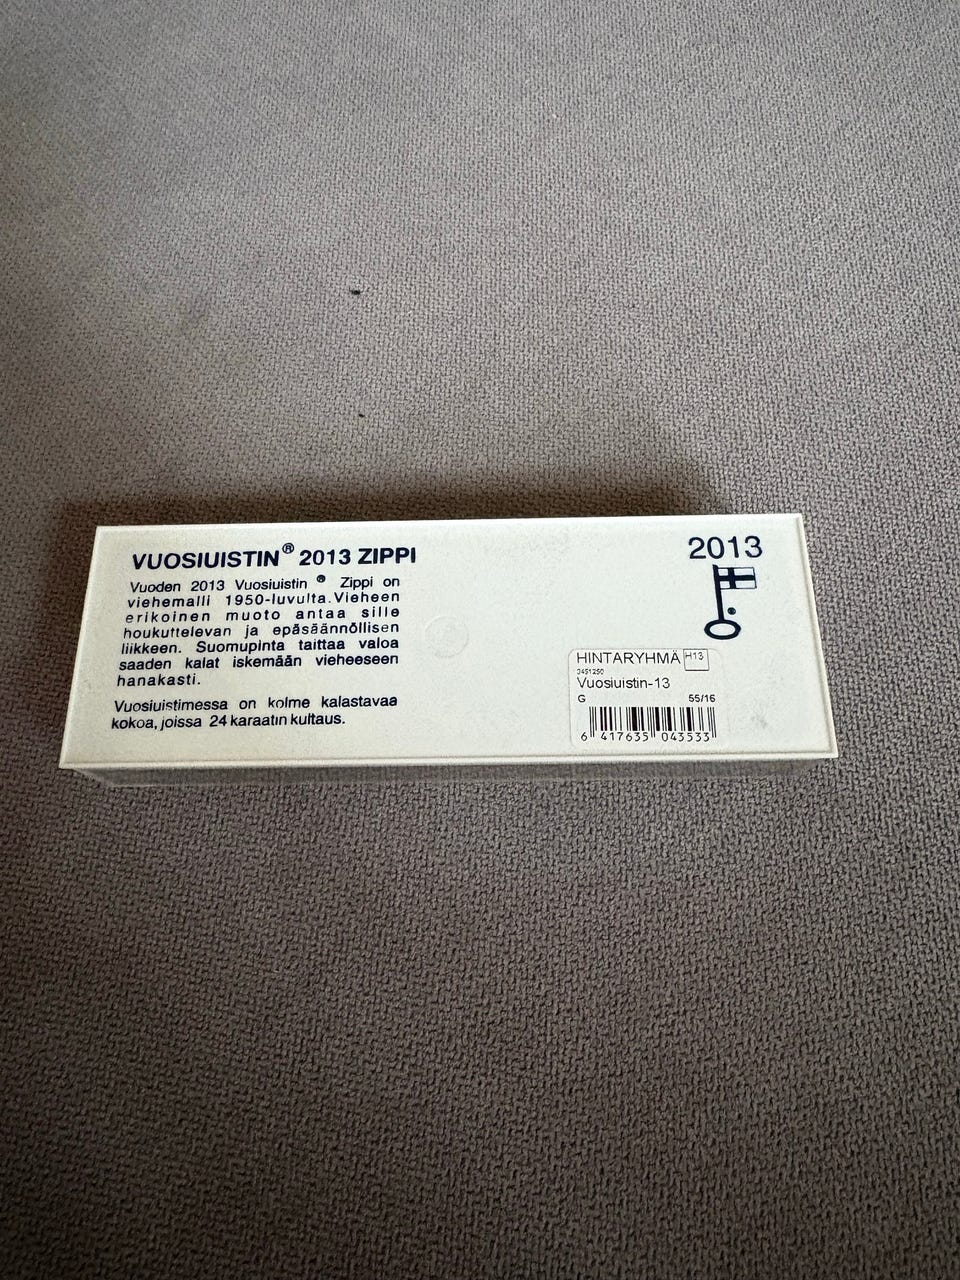 VUOSIUISTIN® 2013 ZIPPI
Vuoden 2013 Vuosiuistin ® Zippi on
viehemalli 1950-luvulta.Vieheen
erikoinen muoto antaa sille
houkuttelevan ja epäsäännöllisen
liikkeen. Suomupinta taittaa valoa
saaden kalat iskemään vieheeseen
hanakasti.
Vuosiuistimessa on kolme kalastavaa
kokoa, joissa 24 karaatin kultaus.
2013
HINTARYHMÄ H13
3451250
Vuosiuistin-13
G 55/16
6 417635 043533